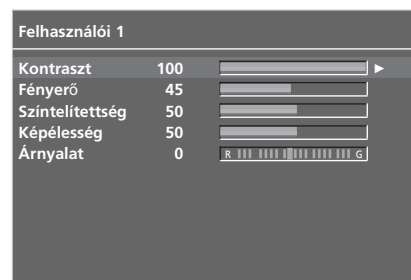 Felhasználói 1
Kontraszt 100
Fényerő 45
Színtelítettség 50
Képélesség 50
Árnyalat 0 R G